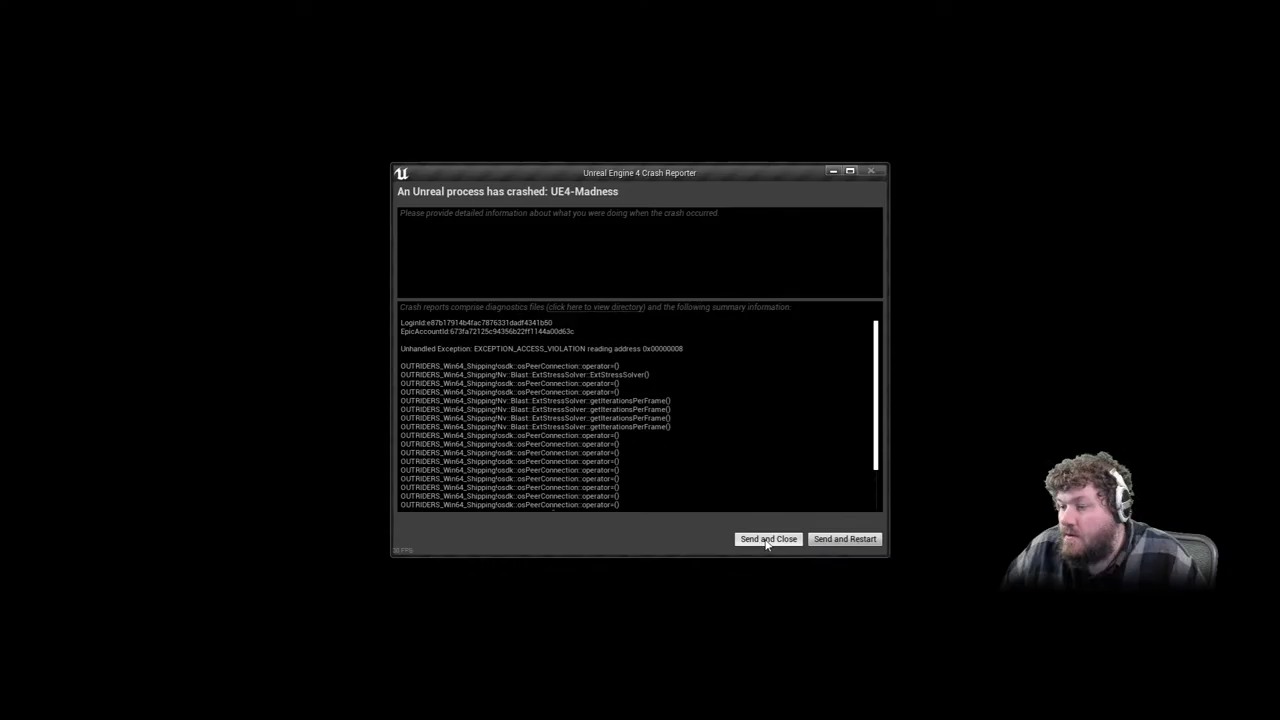 Unreal Engine 4 Crash Reporter
An Unreal process has crashed: UE4-Madness
Please provide detailed information about what you were doing when the crash occurred
Crash reports comprise diagnostics files (click here to view directory) and the following summary information:
LoginId:e87b17914b4fac7876331dadf4341b50
EpicAccountId:673fa72125c94356b22ff1144a00d63c
Unhandled Exception: EXCEPTION_ACCESS_VIOLATION reading address 0x00000008
OUTRIDERS_Win64_Shipping!osdk::osPeerConnection::operator=()
OUTRIDERS_Win64_Shipping!Nv::Blast::ExtStressSolver::ExtStressSolver()
OUTRIDERS_Win64_Shipping!osdk::osPeerConnection::operator=()
OUTRIDERS_Win64_Shipping!osdk::osPeerConnection::operator=()
OUTRIDERS_Win64_Shipping!Nv::Blast::ExtStressSolver::getIterationsPerFrame()
OUTRIDERS_Win64_Shipping!Nv::Blast::ExtStressSolver::getIterationsPerFrame()
OUTRIDERS_Win64_Shipping!Nv::Blast::ExtStressSolver::getIterationsPerFrame()
OUTRIDERS_Win64_Shipping!Nv::Blast::ExtStressSolver::getIterationsPerFrame()
OUTRIDERS_Win64_Shipping!osdk::osPeerConnection::operator=()
OUTRIDERS_Win64_Shipping!osdk::osPeerConnection::operator=()
OUTRIDERS_Win64_Shipping!osdk::osPeerConnection::operator=()
OUTRIDERS_Win64_Shipping!osdk::osPeerConnection::operator=()
OUTRIDERS_Win64_Shipping!osdk::osPeerConnection::operator=()
OUTRIDERS_Win64_Shipping!osdk::osPeerConnection::operator=()
OUTRIDERS_Win64_Shipping!osdk::osPeerConnection::operator=()
OUTRIDERS_Win64_Shipping!osdk::osPeerConnection::operator=()
OUTRIDERS_Win64_Shipping!osdk::osPeerConnection::operator=()
Send and Close
Send and Restart